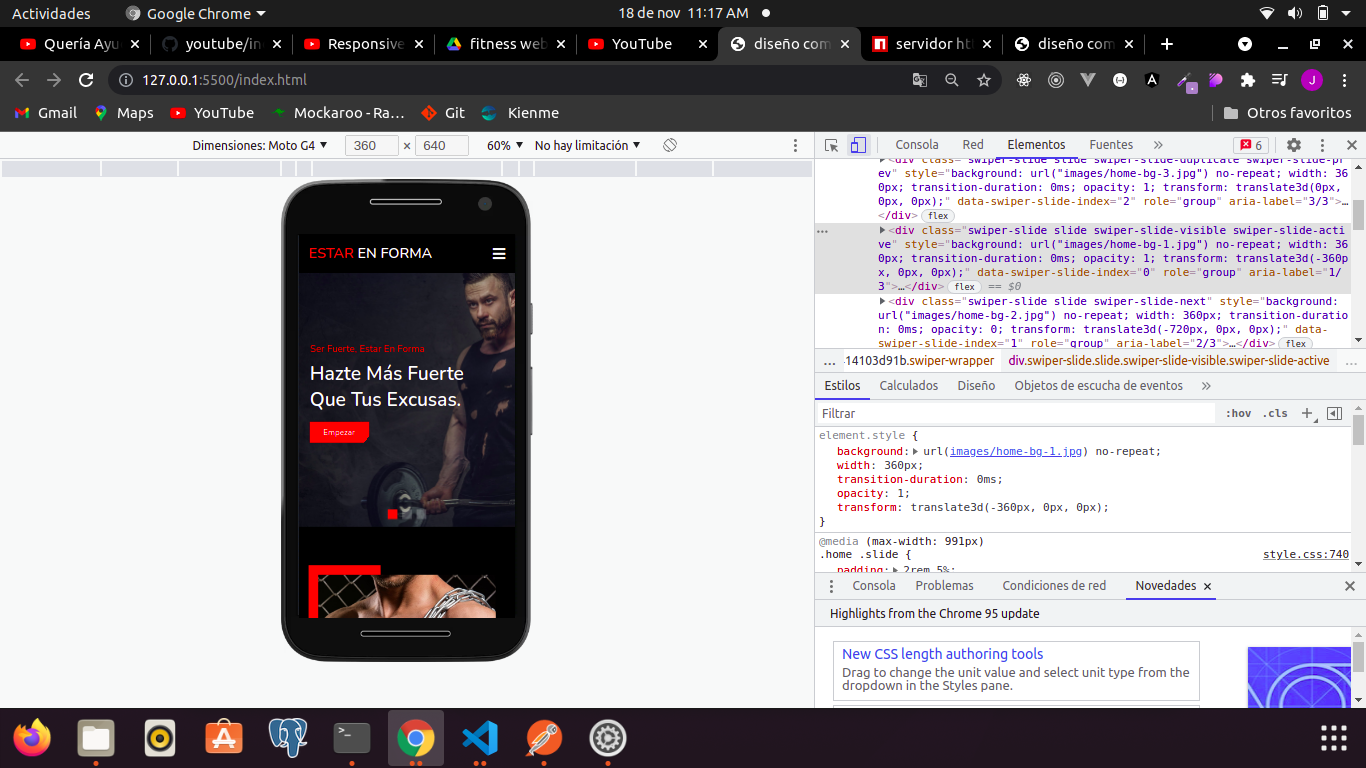 Actividades
Google Chrome
18 de nov 11:17 AM
Quería Ayu
youtube/in
Responsive
fitness web
YouTube
diseño com
servidor ht
diseño com
127.0.0.1:5500/index.html
J
Gmail
Maps
YouTube
Mockaroo - Ra…
Git
Kienme
Otros favoritos
Dimensiones: Moto G4 ▼
360 × 640
60% ▼
No hay limitación ▼
ESTAR EN FORMA
Ser Fuerte. Estar En Forma
Hazte Más Fuerte
Que Tus Excusas.
Empezar
Consola
Red
Elementos
Fuentes
»
6
<div class="swiper-slide slide swiper-slide-duplicate swiper-slide-pr
ev" style="background: url("images/home-bg-3.jpg") no-repeat; width: 36
0px; transition-duration: 0ms; opacity: 1; transform: translate3d(0px,
0px, 0px);" data-swiper-slide-index="2" role="group" aria-label="3/3">…
</div> flex
<div class="swiper-slide slide swiper-slide-visible swiper-slide-act
ive" style="background: url("images/home-bg-1.jpg") no-repeat; width: 36
0px; transition-duration: 0ms; opacity: 1; transform: translate3d(-360p
x, 0px, 0px);" data-swiper-slide-index="0" role="group" aria-label="1/
3">…</div> flex == $0
<div class="swiper-slide slide swiper-slide-next" style="background:
url("images/home-bg-2.jpg") no-repeat; width: 360px; transition-duratio
n: 0ms; opacity: 0; transform: translate3d(-720px, 0px, 0px);" data-
swiper-slide-index="1" role="group" aria-label="2/3">…</div> flex
… 14103d91b.swiper-wrapper div.swiper-slide.slide.swiper-slide-visible.swiper-slide-active …
Estilos
Calculados
Diseño
Objetos de escucha de eventos
»
Filtrar
:hov .cls
element.style {
background: url(images/home-bg-1.jpg) no-repeat;
width: 360px;
transition-duration: 0ms;
opacity: 1;
transform: translate3d(-360px, 0px, 0px);
}
@media (max-width: 991px)
.home .slide {
style.css:740
padding: 2rem 5%;
Consola
Problemas
Condiciones de red
Novedades
Highlights from the Chrome 95 update
New CSS length authoring tools
Drag to change the unit value and select unit type from the
dropdown in the Styles pane.